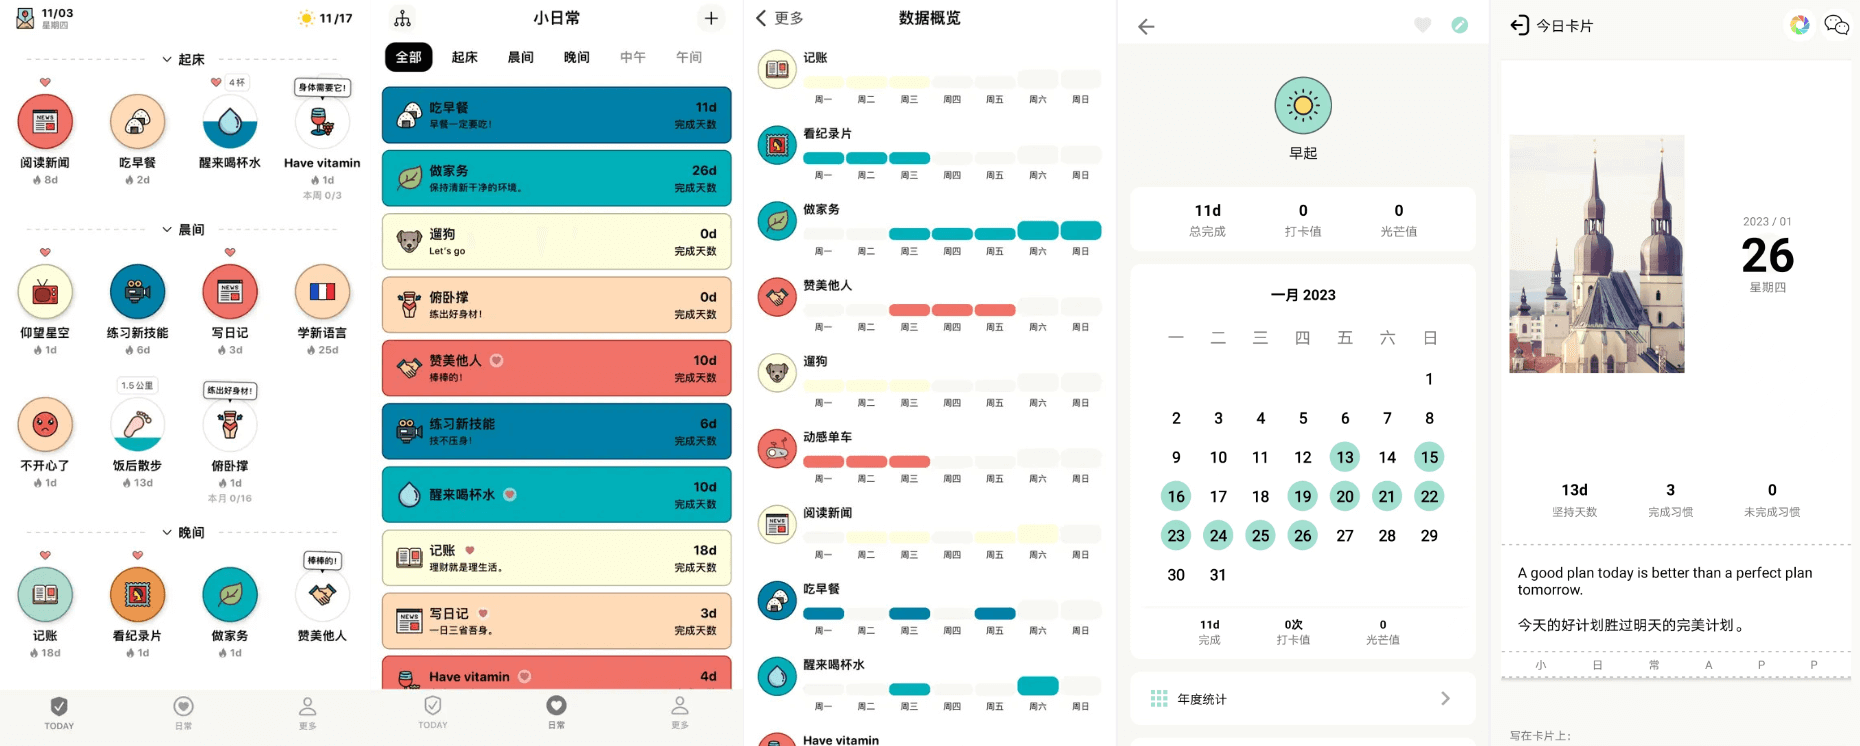 11/03
星期四
11/17
起床
4 杯
身体需要它!
NEWS
阅读新闻
吃早餐
醒来喝杯水
Have vitamin
8d
2d
1d
本周 0/3
晨间
NEWS
仰望星空
练习新技能
写日记
学新语言
1d
6d
3d
25d
1.5 公里
练出好身材!
不开心了
饭后散步
俯卧撑
1d
13d
1d
本月 0/16
晚间
棒棒的!
记账
看纪录片
做家务
赞美他人
18d
1d
1d
TODAY
日常
更多
小日常
全部
起床
晨间
晚间
中午
午间
吃早餐
早餐一定要吃!
11d
完成天数
做家务
保持清新干净的环境。
26d
完成天数
遛狗
Let's go
0d
完成天数
俯卧撑
练出好身材!
0d
完成天数
赞美他人
棒棒的!
10d
完成天数
练习新技能
技不压身!
6d
完成天数
醒来喝杯水
10d
完成天数
记账
理财就是理生活。
18d
完成天数
NEWS
写日记
一日三省吾身。
3d
完成天数
Have vitamin
4d
TODAY
日常
更多
更多
数据概览
记账
周一 周二 周三 周四 周五 周六 周日
看纪录片
周一 周二 周三 周四 周五 周六 周日
做家务
周一 周二 周三 周四 周五 周六 周日
赞美他人
周一 周二 周三 周四 周五 周六 周日
遛狗
周一 周二 周三 周四 周五 周六 周日
动感单车
周一 周二 周三 周四 周五 周六 周日
NEWS
阅读新闻
周一 周二 周三 周四 周五 周六 周日
吃早餐
周一 周二 周三 周四 周五 周六 周日
醒来喝杯水
周一 周二 周三 周四 周五 周六 周日
Have vitamin
早起
11d 0 0
总完成 打卡值 光芒值
一月 2023
一 二 三 四 五 六 日
1
2 3 4 5 6 7 8
9 10 11 12 13 14 15
16 17 18 19 20 21 22
23 24 25 26 27 28 29
30 31
11d 0次 0
完成 打卡值 光芒值
年度统计
今日卡片
2023 / 01
26
星期四
13d 3 0
坚持天数 完成习惯 未完成习惯
A good plan today is better than a perfect plan
tomorrow.
今天的好计划胜过明天的完美计划。
小 日 常 A P P
写在卡片上: